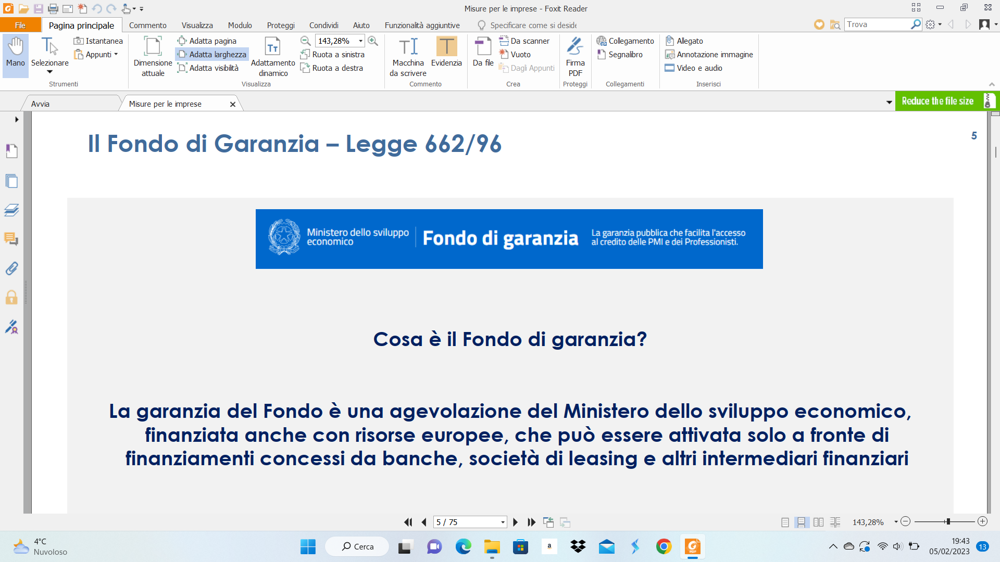 Misure per le imprese - Foxit Reader
File
Pagina principale
Commento
Visualizza
Modulo
Proteggi
Condividi
Aiuto
Funzionalità aggiuntive
Specificare come si deside
Trova
Mano
Selezionare
Istantanea
Appunti
Strumenti
Dimensione
attuale
Adatta pagina
Adatta larghezza
Adatta visibilità
Adattamento
dinamico
143,28%
Ruota a sinistra
Ruota a destra
Visualizza
Macchina
da scrivere
Evidenzia
Commento
Da file
Da scanner
Vuoto
Dagli Appunti
Crea
Firma
PDF
Proteggi
Collegamento
Segnalibro
Collegamenti
Allegato
Annotazione immagine
Video e audio
Inserisci
Avvia
Misure per le imprese
Reduce the file size
Il Fondo di Garanzia – Legge 662/96
5
Ministero dello sviluppo
economico
Fondo di garanzia
La garanzia pubblica che facilita l'accesso
al credito delle PMI e dei Professionisti.
Cosa è il Fondo di garanzia?
La garanzia del Fondo è una agevolazione del Ministero dello sviluppo economico,
finanziata anche con risorse europee, che può essere attivata solo a fronte di
finanziamenti concessi da banche, società di leasing e altri intermediari finanziari
5 / 75
143,28%
4°C
Nuvoloso
Cerca
a
PDF
19:43
05/02/2023
13